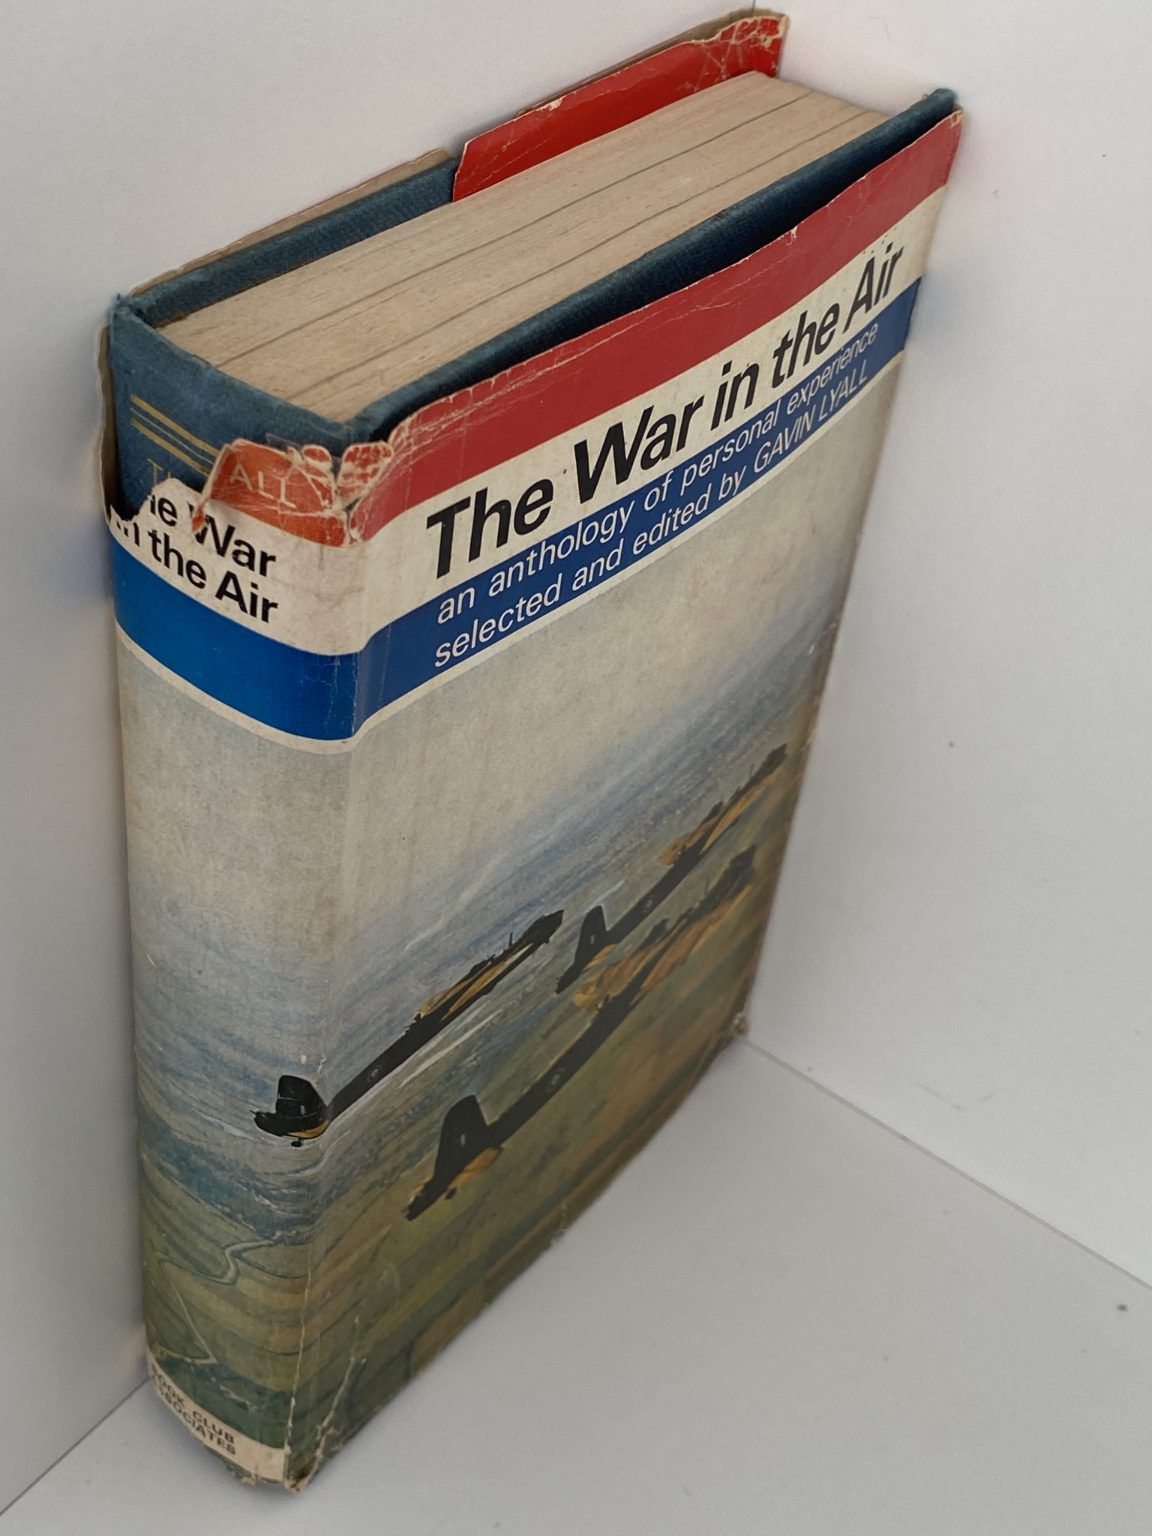 The War in the Air
an anthology of personal experience
selected and edited by GAVIN LYALL
ALL
he War
in the Air
BOOK CLUB
ASSOCIATES